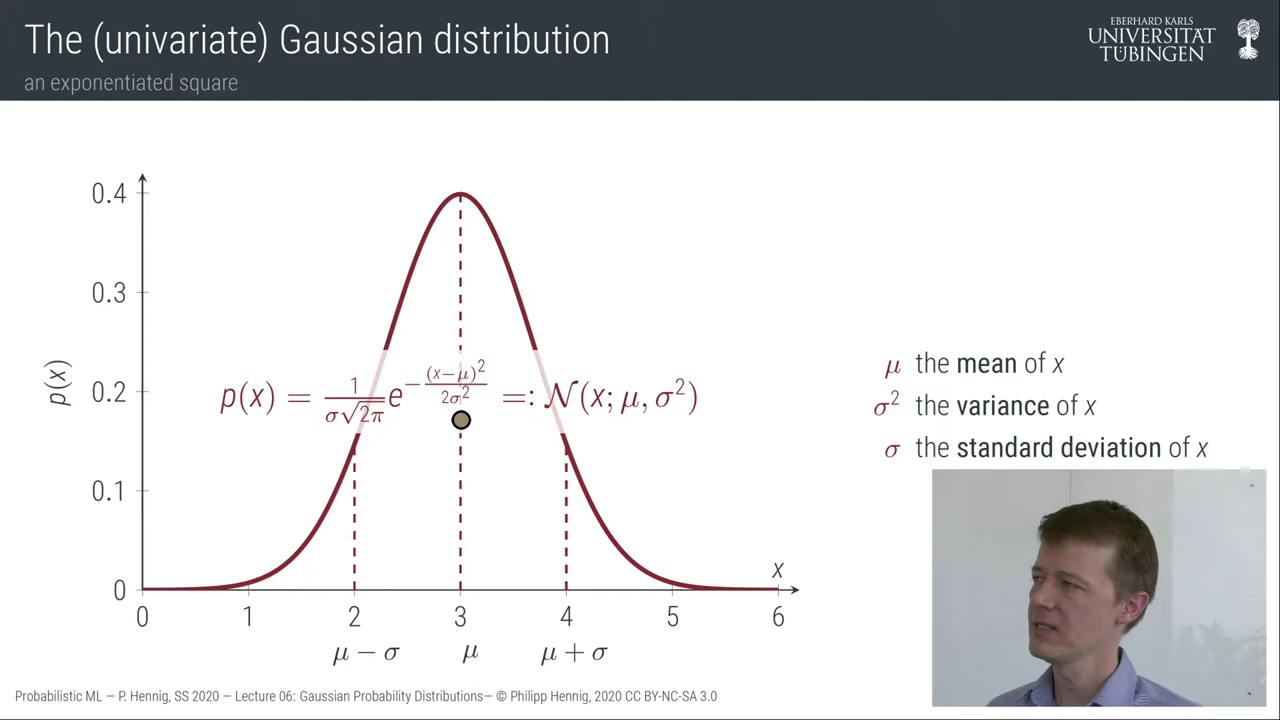 The (univariate) Gaussian distribution
an exponentiated square
EBERHARD KARLS
UNIVERSITÄT
TÜBINGEN
0.4
0.3
0.2
0.1
0
p(x)
p(x) = 1/(σ√2π) e^(−(x−μ)²/(2σ²)) =: 𝒩(x; μ, σ²)
x
0 1 2 3 4 5 6
μ − σ μ μ + σ
μ the mean of x
σ² the variance of x
σ the standard deviation of x
Probabilistic ML — P. Hennig, SS 2020 — Lecture 06: Gaussian Probability Distributions— © Philipp Hennig, 2020 CC BY-NC-SA 3.0